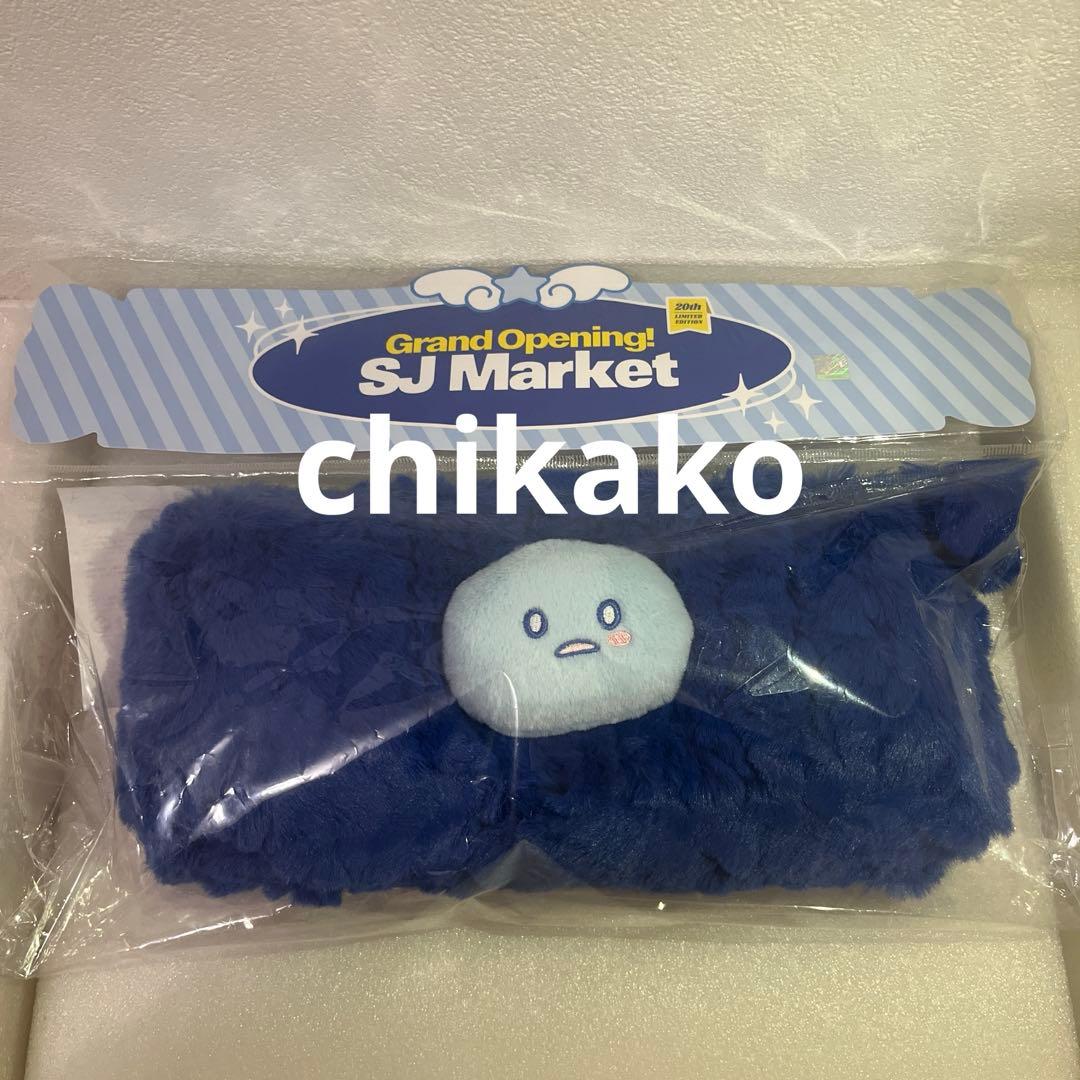 20th
LIMITED
EDITION
Grand Opening!
SJ Market
chikako